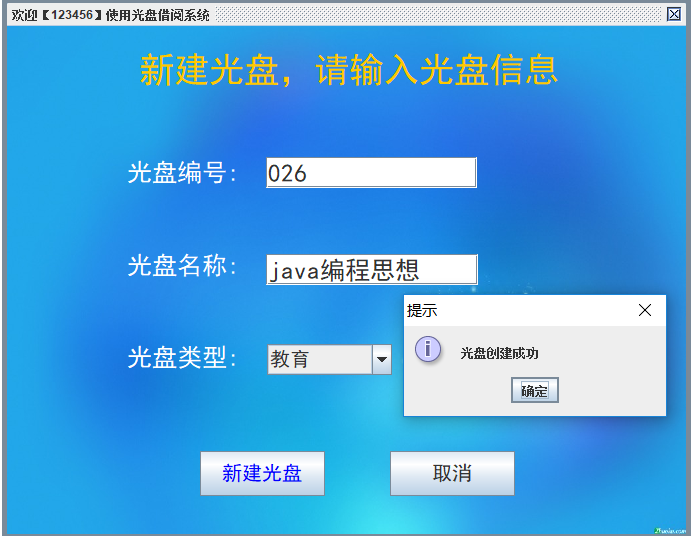 欢迎【123456】使用光盘借阅系统
新建光盘，请输入光盘信息
光盘编号：
026
光盘名称：
java编程思想
提示
光盘创建成功
确定
光盘类型：
教育
新建光盘
取消